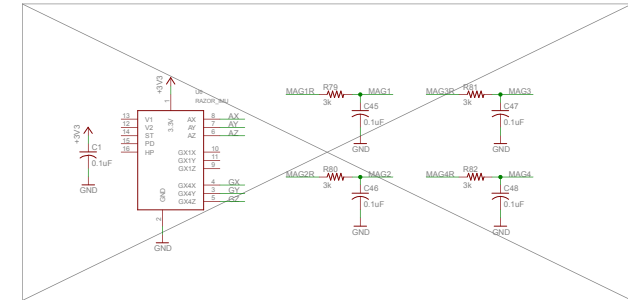 +3V3
U6
RAZOR_IMU
1
3.3V
13 V1
12 V2
14 ST
15 PD
16 HP
AX 8 AX
AY 7 AY
AZ 6 AZ
GX1X 10
GX1Y 11
GX1Z 9
GX4X 4 GX
GX4Y 3 GY
GX4Z 5 GZ
GND
2
GND
+3V3
C1
0.1uF
GND
MAG1R R79 MAG1
3k
C45
0.1uF
GND
MAG3R R81 MAG3
3k
C47
0.1uF
GND
MAG2R R80 MAG2
3k
C46
0.1uF
GND
MAG4R R82 MAG4
3k
C48
0.1uF
GND